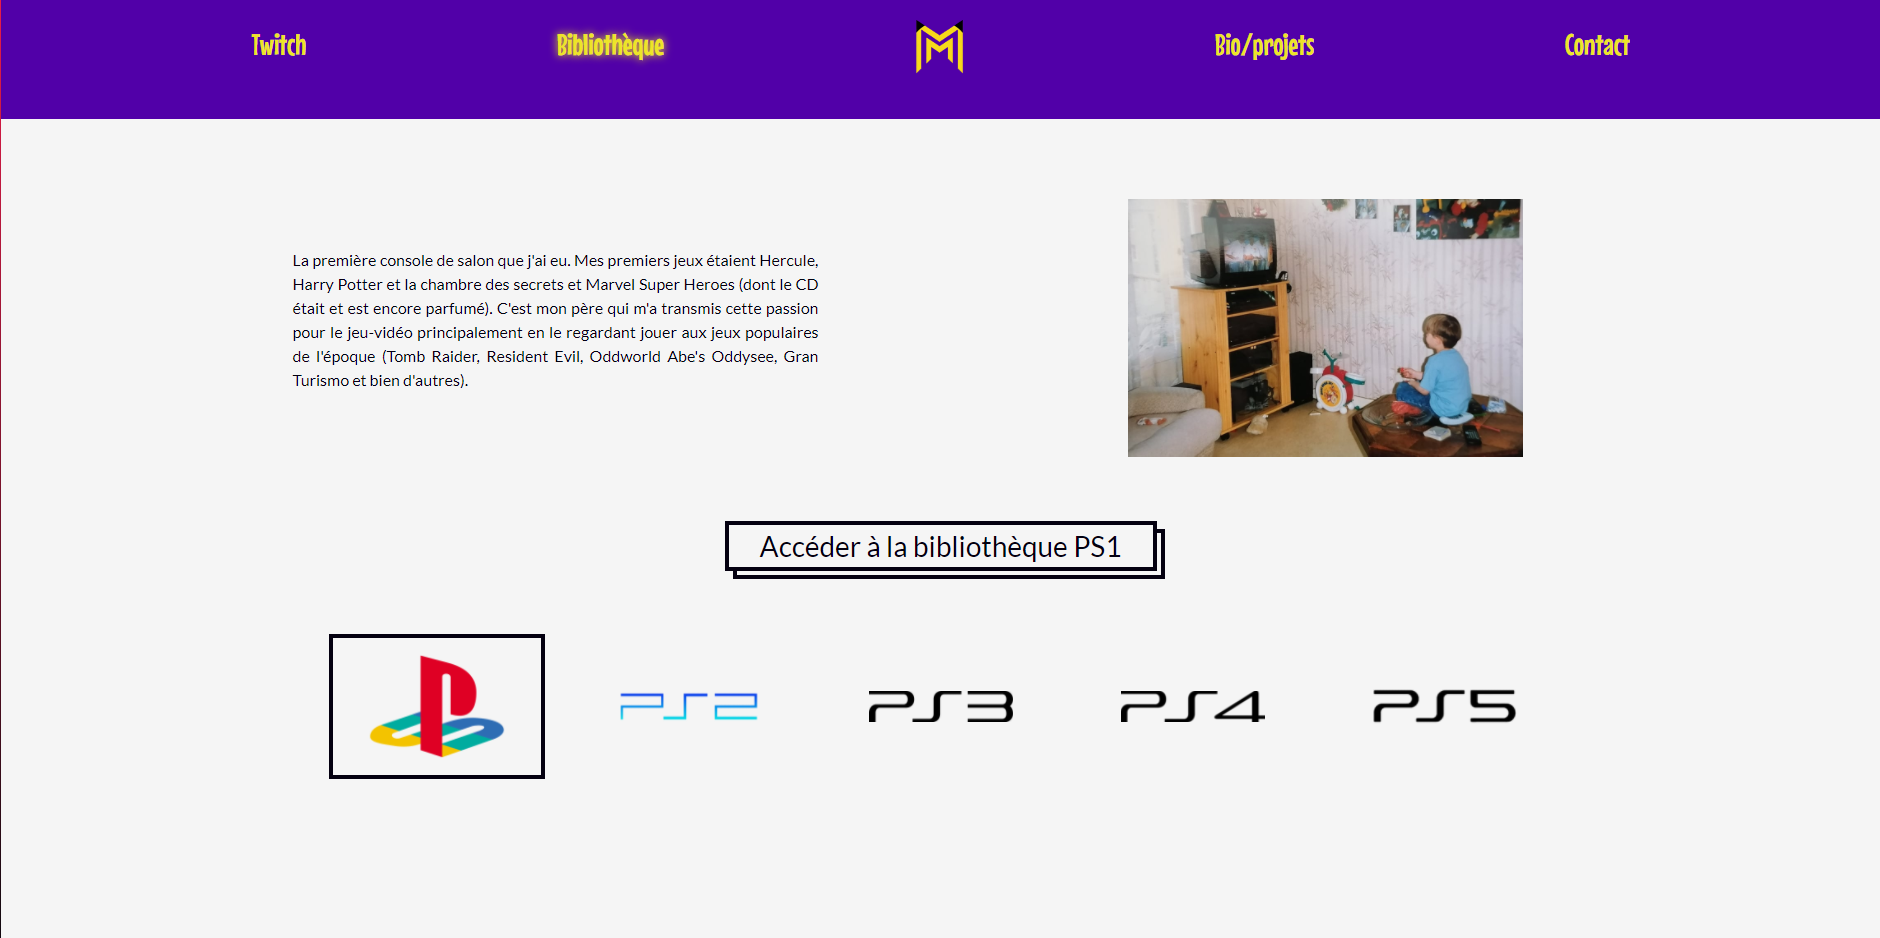 Twitch
Bibliothèque
M
Bio/projets
Contact
La première console de salon que j'ai eu. Mes premiers jeux étaient Hercule,
Harry Potter et la chambre des secrets et Marvel Super Heroes (dont le CD
était et est encore parfumé). C'est mon père qui m'a transmis cette passion
pour le jeu-vidéo principalement en le regardant jouer aux jeux populaires
de l'époque (Tomb Raider, Resident Evil, Oddworld Abe's Oddysee, Gran
Turismo et bien d'autres).
Accéder à la bibliothèque PS1
PS
PS2
PS3
PS4
PS5